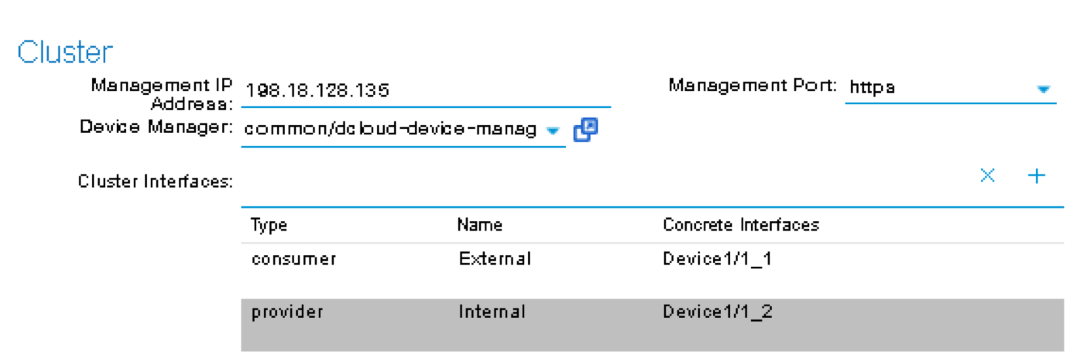 Cluster
Management IP Address: 198.18.128.135 Management Port: https
Device Manager: common/dcloud-device-manag
Cluster Interfaces:
Type Name Concrete Interfaces
consumer External Device1/1_1
provider Internal Device1/1_2